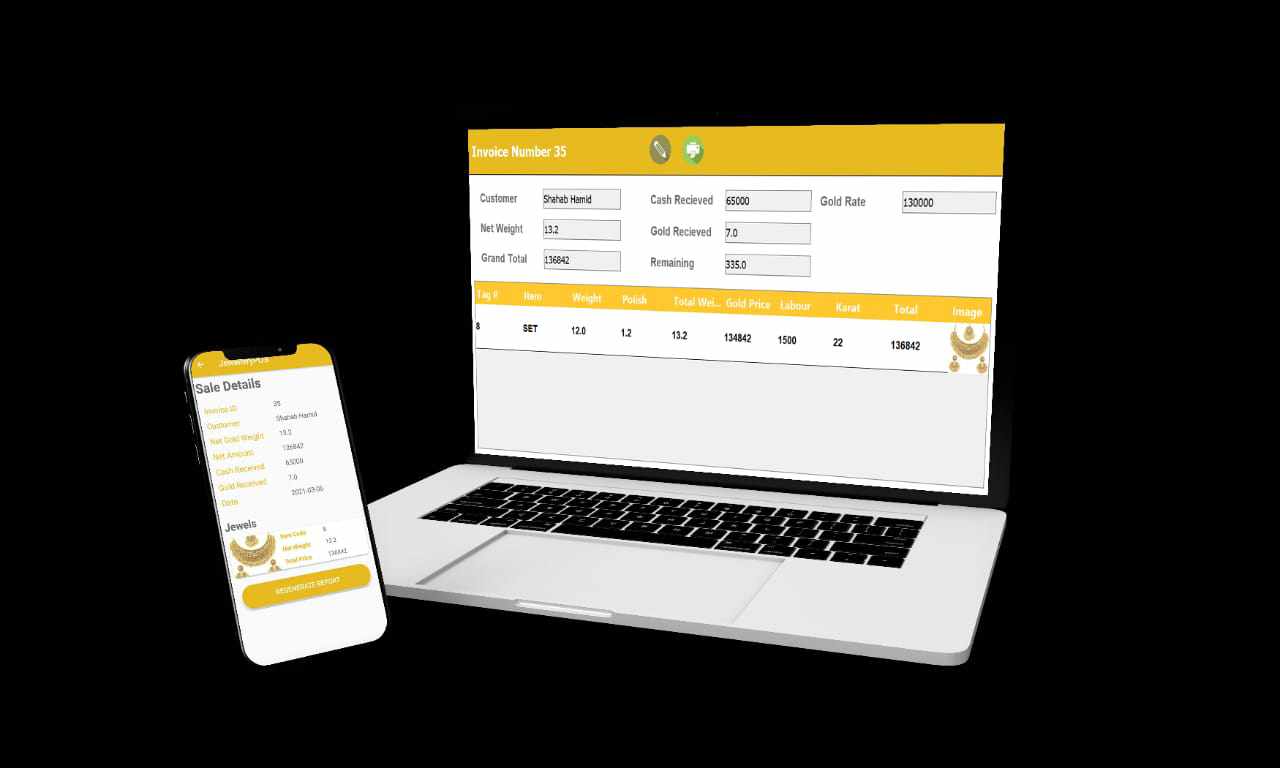 Invoice Number 35
Customer Shahab Hamid Cash Recieved 65000 Gold Rate 130000
Net Weight 13.2 Gold Recieved 7.0
Grand Total 136842 Remaining 335.0
Tag # Item Weight Polish Total Wei... Gold Price Labour Karat Total Image
8 SET 12.0 1.2 13.2 134842 1500 22 136842
Sale Details
Invoice ID 35
Customer Shahab Hamid
Net Gold Weight 13.2
Net Amount 136842
Cash Received 65000
Gold Received 7.0
Date 2021-03-06
Jewels
Item Code 8
Net Weight 13.2
Total Price 136842
REGENERATE REPORT